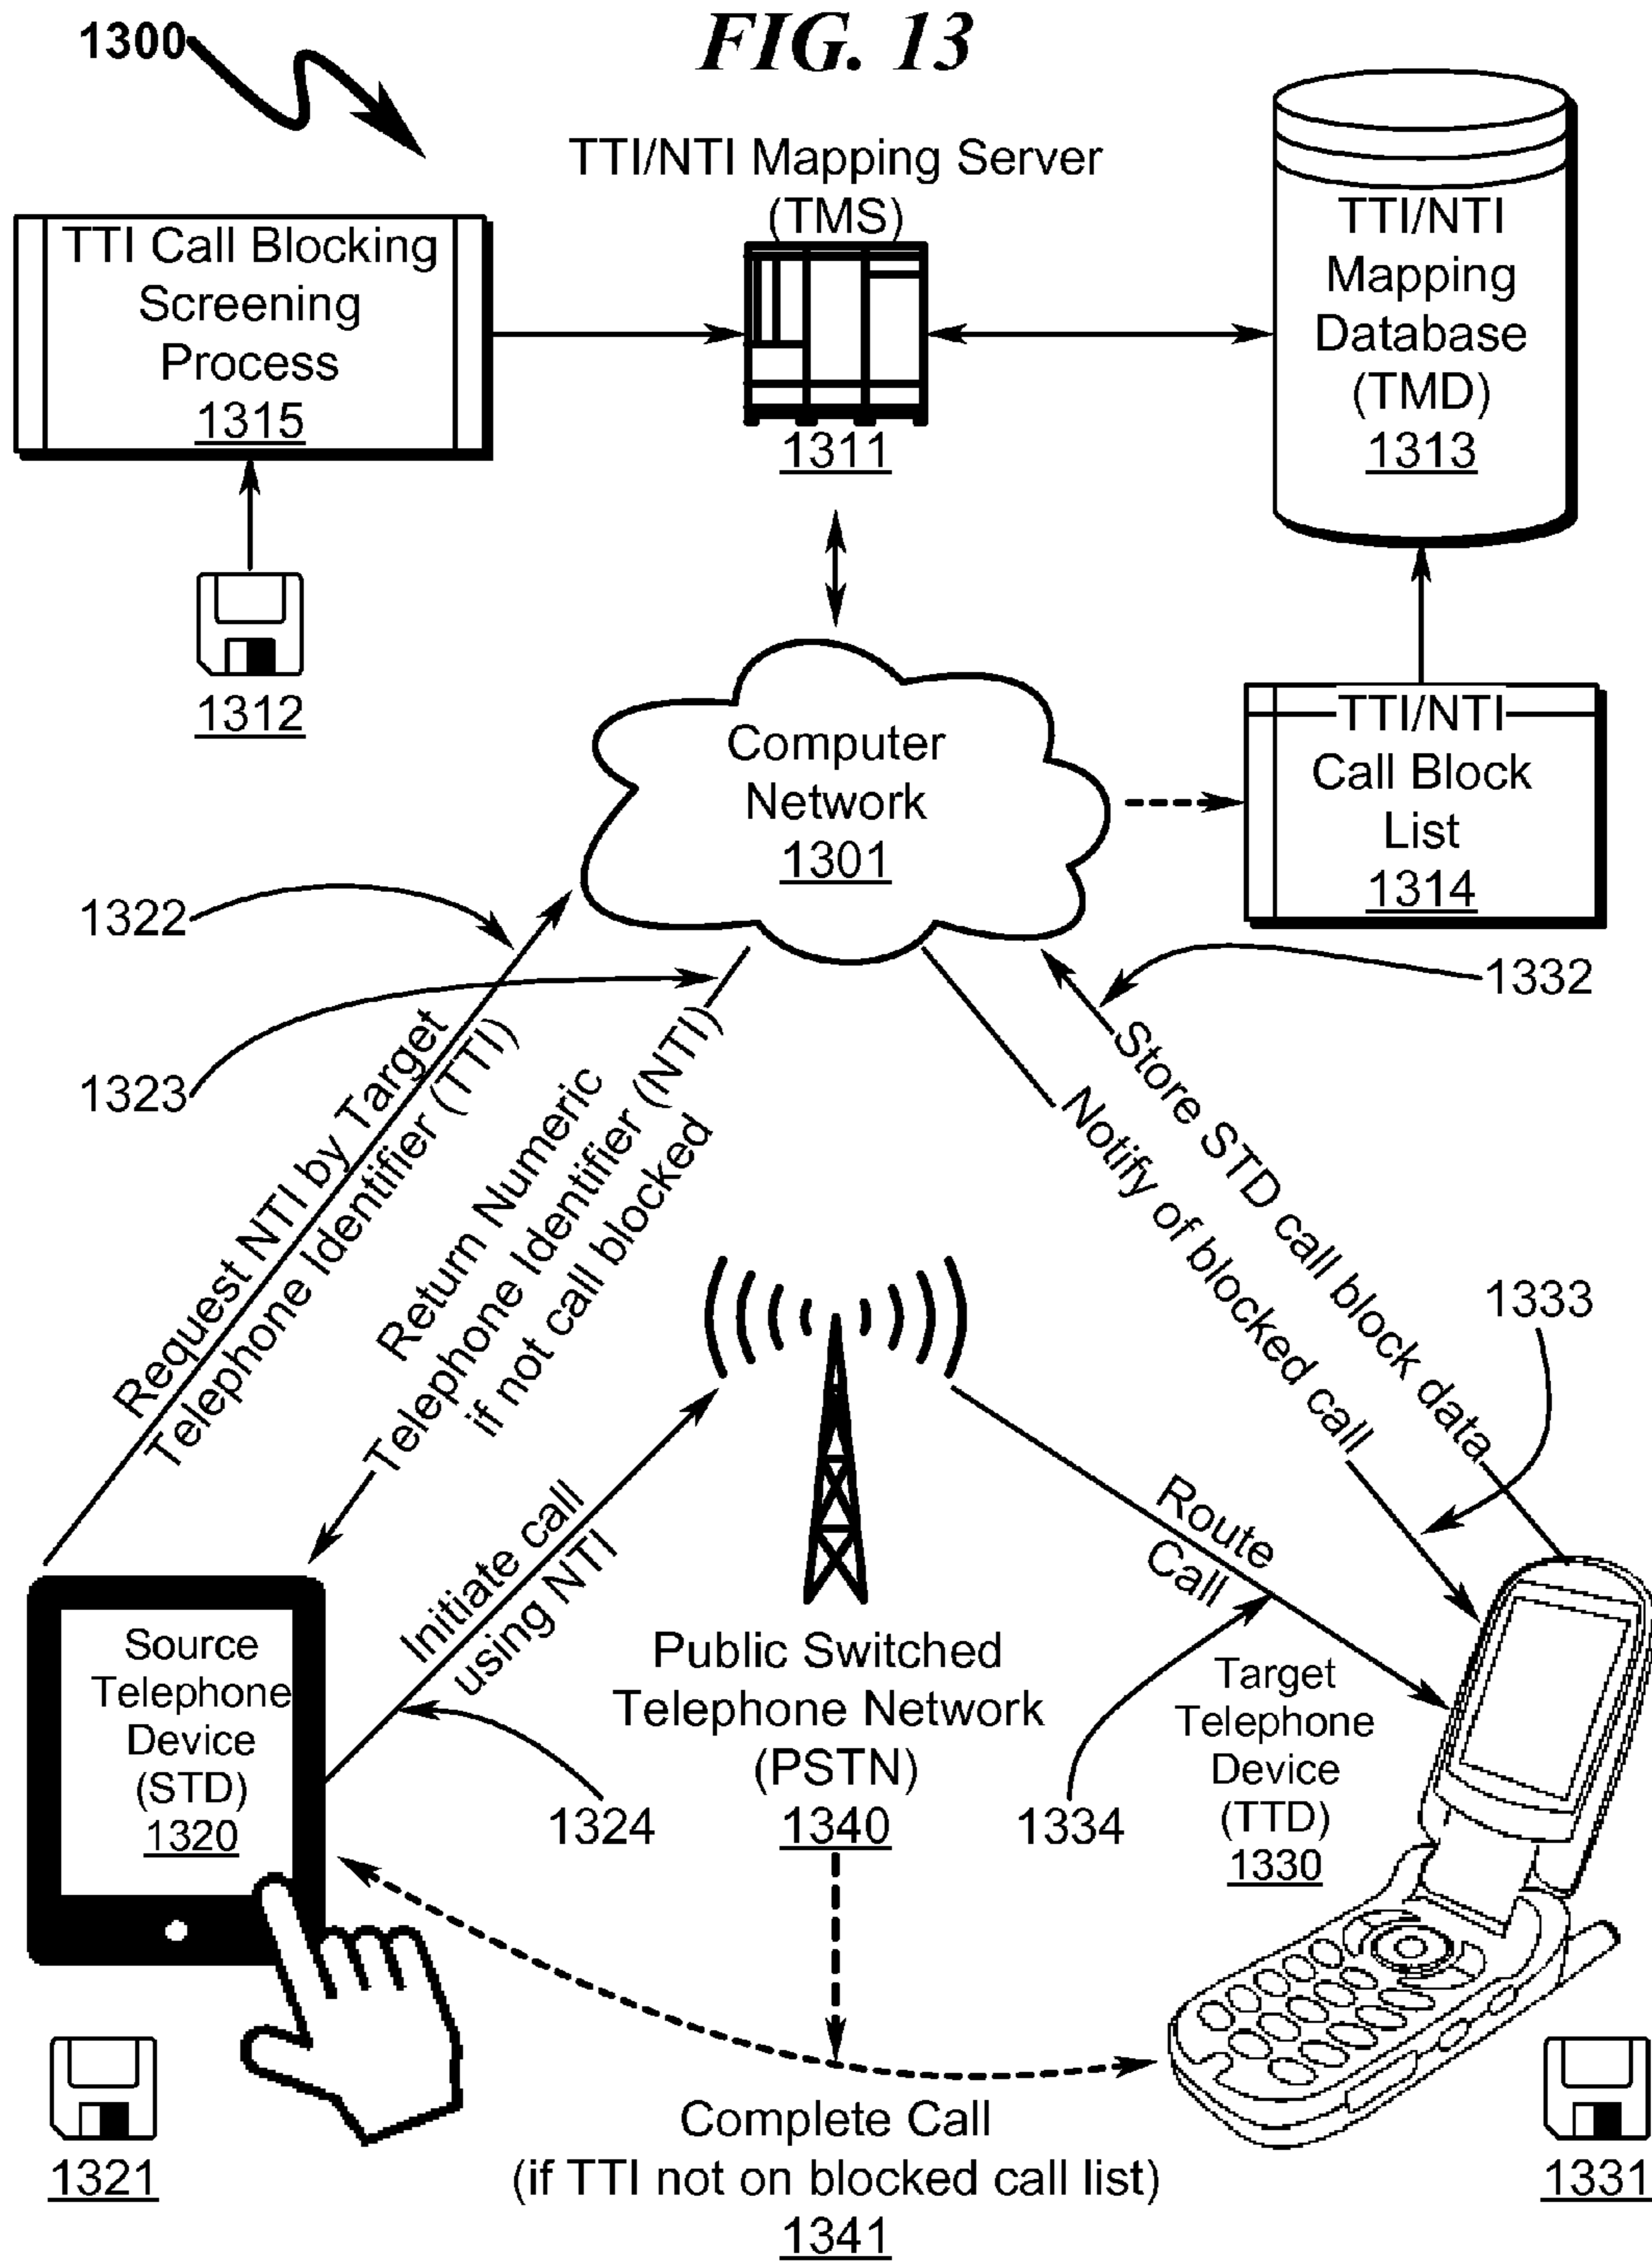 FIG. 13
1300
TTI/NTI Mapping Server
(TMS)
1311
TTI Call Blocking
Screening
Process
1315
TTI/NTI
Mapping
Database
(TMD)
1313
1312
Computer
Network
1301
TTI/NTI
Call Block
List
1314
1322
1323
1332
Request NTI by Target
Telephone Identifier (TTI)
Return Numeric
Telephone Identifier (NTI)
if not call blocked
Store STD call block data
Notify of blocked call
1333
Initiate call
using NTI
Route
Call
Source
Telephone
Device
(STD)
1320
1324
Public Switched
Telephone Network
(PSTN)
1340
1334
Target
Telephone
Device
(TTD)
1330
1321
Complete Call
(if TTI not on blocked call list)
1341
1331